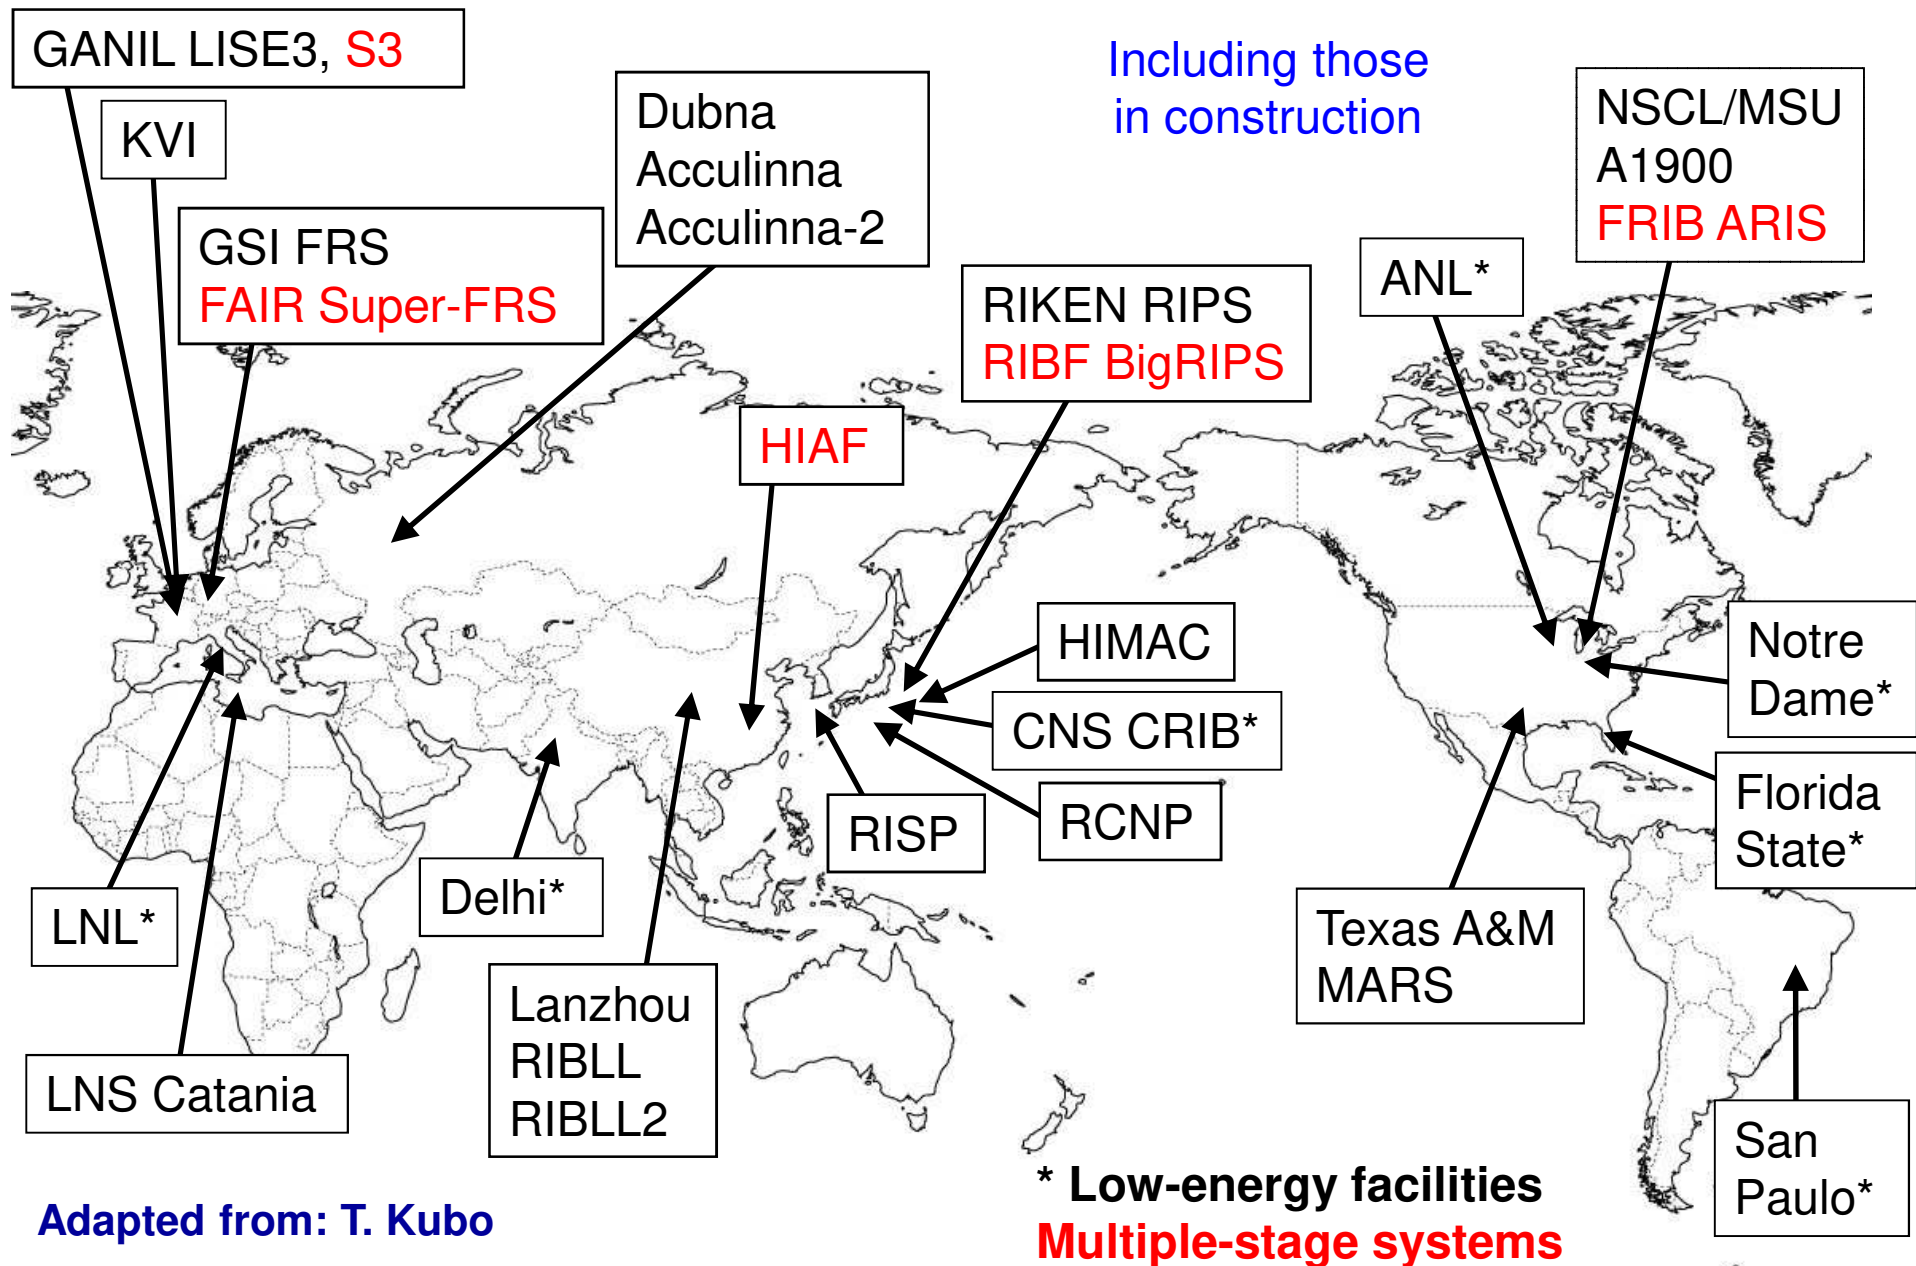 GANIL LISE3, S3
KVI
GSI FRS
FAIR Super-FRS
Dubna
Acculinna
Acculinna-2
Including those
in construction
NSCL/MSU
A1900
FRIB ARIS
ANL*
RIKEN RIPS
RIBF BigRIPS
HIAF
HIMAC
CNS CRIB*
RCNP
RISP
Notre
Dame*
Florida
State*
LNL*
Delhi*
Texas A&M
MARS
Lanzhou
RIBLL
RIBLL2
LNS Catania
San
Paulo*
Adapted from: T. Kubo
* Low-energy facilities
Multiple-stage systems